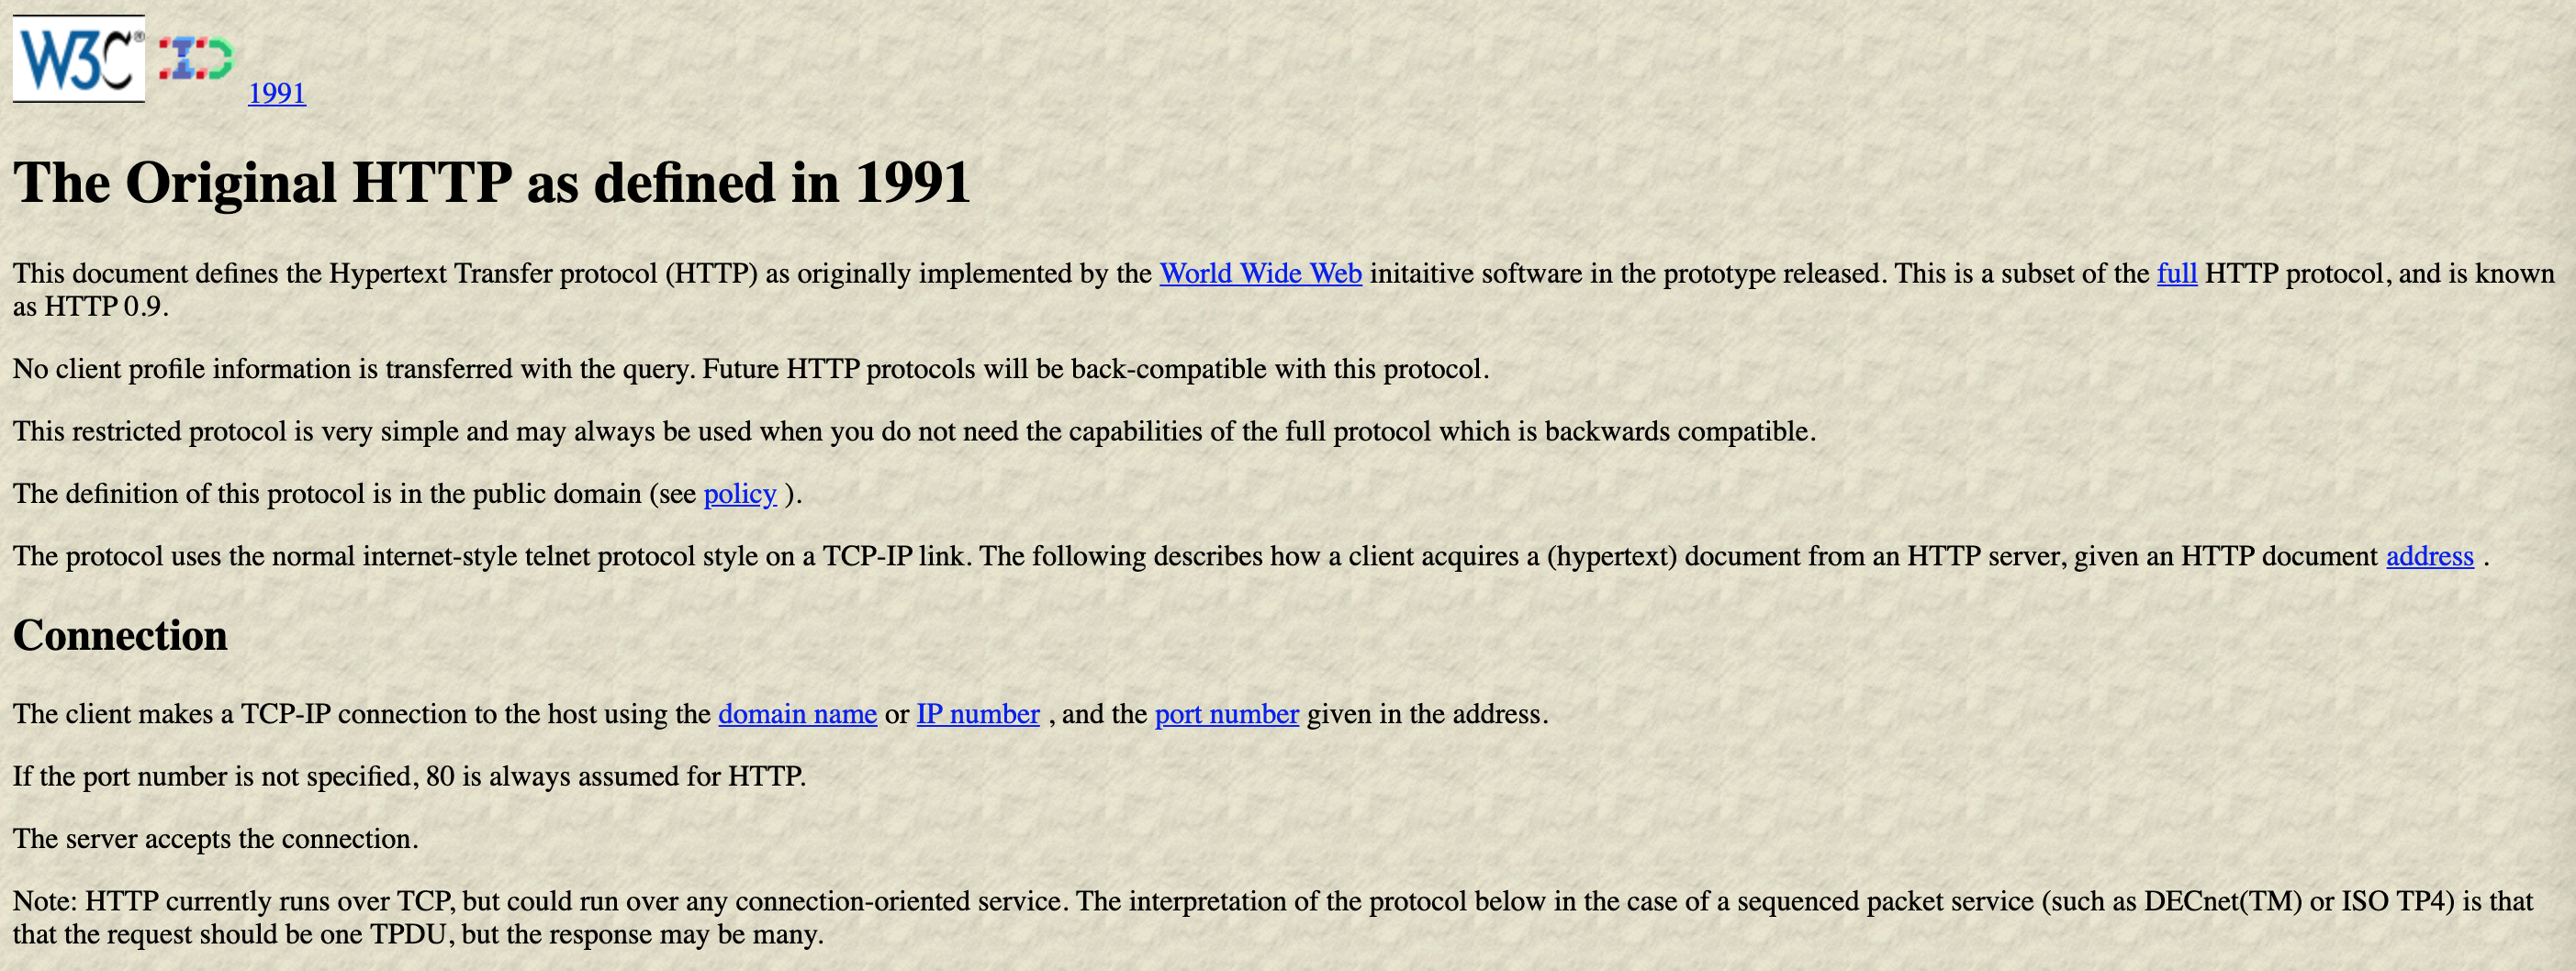 W3C®
1991
The Original HTTP as defined in 1991
This document defines the Hypertext Transfer protocol (HTTP) as originally implemented by the World Wide Web initaitive software in the prototype released. This is a subset of the full HTTP protocol, and is known
as HTTP 0.9.
No client profile information is transferred with the query. Future HTTP protocols will be back-compatible with this protocol.
This restricted protocol is very simple and may always be used when you do not need the capabilities of the full protocol which is backwards compatible.
The definition of this protocol is in the public domain (see policy ).
The protocol uses the normal internet-style telnet protocol style on a TCP-IP link. The following describes how a client acquires a (hypertext) document from an HTTP server, given an HTTP document address .
Connection
The client makes a TCP-IP connection to the host using the domain name or IP number , and the port number given in the address.
If the port number is not specified, 80 is always assumed for HTTP.
The server accepts the connection.
Note: HTTP currently runs over TCP, but could run over any connection-oriented service. The interpretation of the protocol below in the case of a sequenced packet service (such as DECnet(TM) or ISO TP4) is that
that the request should be one TPDU, but the response may be many.